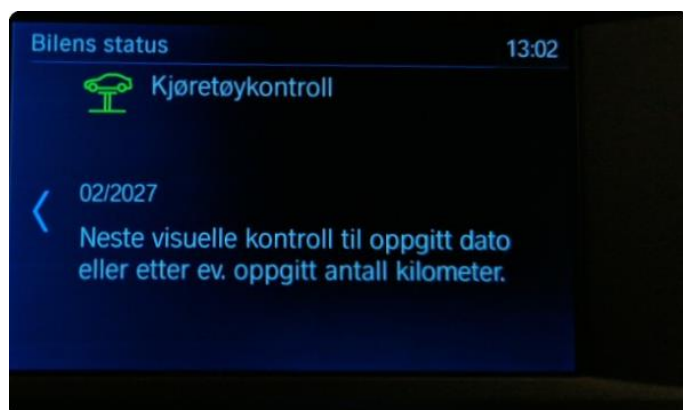 Bilens status 13:02
Kjøretøykontroll
02/2027
Neste visuelle kontroll til oppgitt dato
eller etter ev. oppgitt antall kilometer.